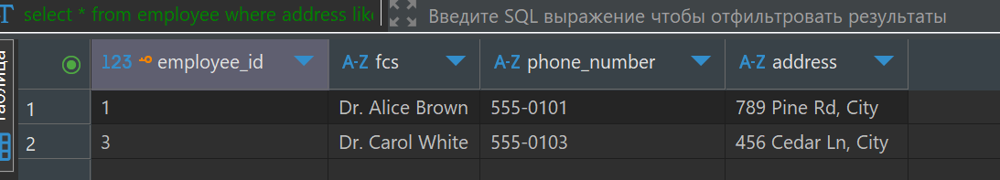 T select * from employee where address like Введите SQL выражение чтобы отфильтровать результаты
Таблица
123 employee_id A-Z fcs A-Z phone_number A-Z address
1 1 Dr. Alice Brown 555-0101 789 Pine Rd, City
2 3 Dr. Carol White 555-0103 456 Cedar Ln, City